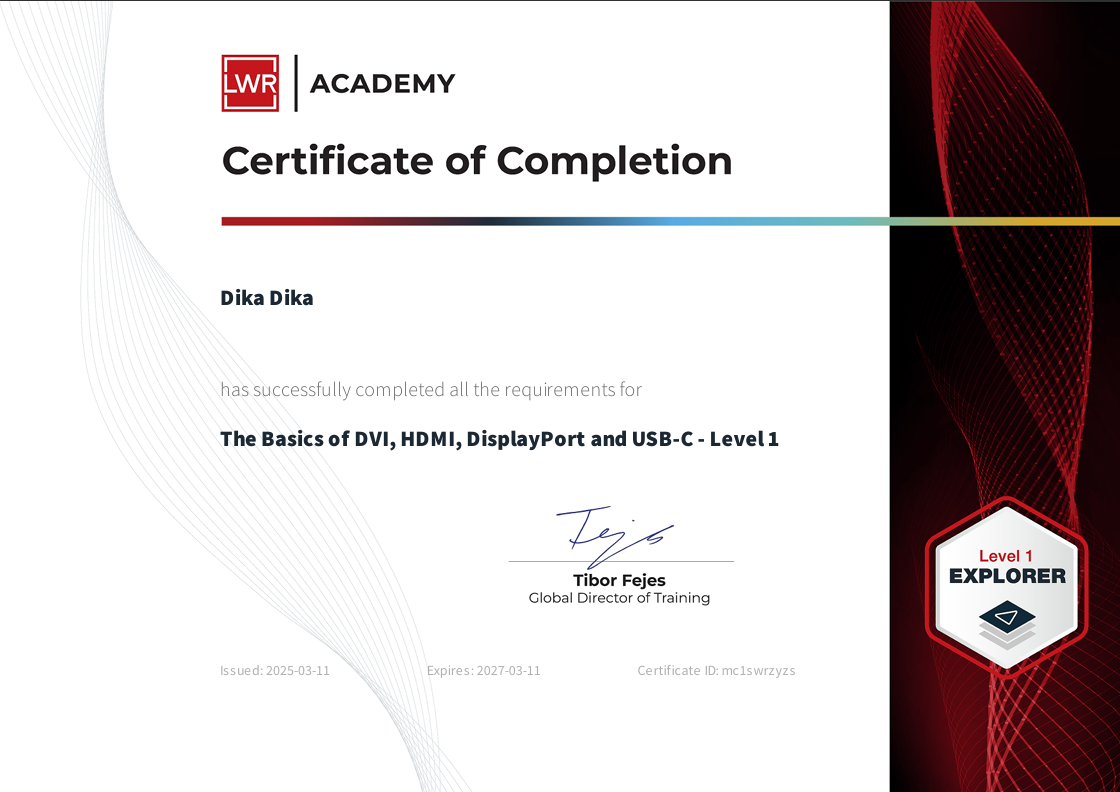 LWR ACADEMY
Certificate of Completion
Dika Dika
has successfully completed all the requirements for
The Basics of DVI, HDMI, DisplayPort and USB-C - Level 1
Fejes
Tibor Fejes
Global Director of Training
Level 1
EXPLORER
Issued: 2025-03-11 Expires: 2027-03-11 Certificate ID: mc1swrzyzs